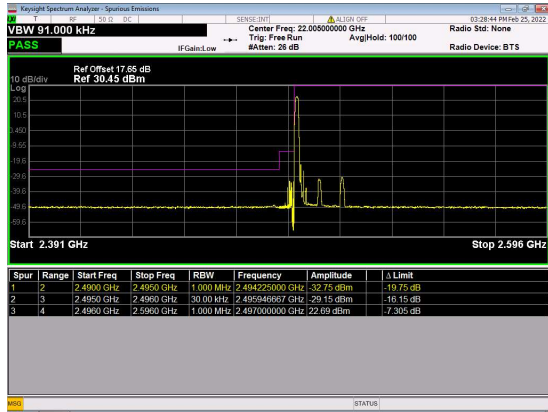 Keysight Spectrum Analyzer - Spurious Emissions
LXI T RF 50 Ω DC SENSE:INT ALIGN OFF 03:28:44 PM Feb 25, 2022
VBW 91.000 kHz Center Freq: 22.005000000 GHz Radio Std: None
Trig: Free Run Avg|Hold: 100/100
PASS IFGain:Low #Atten: 26 dB Radio Device: BTS
Ref Offset 17.65 dB
10 dB/div Ref 30.45 dBm
Log
20.5
10.5
0.450
-9.55
-19.6
-29.6
-39.6
-49.6
-59.6
Start 2.391 GHz Stop 2.596 GHz
Spur Range Start Freq Stop Freq RBW Frequency Amplitude Δ Limit
1 2 2.4900 GHz 2.4950 GHz 1.000 MHz 2.494225000 GHz -32.75 dBm -19.75 dB
2 3 2.4950 GHz 2.4960 GHz 30.00 kHz 2.495946667 GHz -29.15 dBm -16.15 dB
3 4 2.4960 GHz 2.5960 GHz 1.000 MHz 2.497000000 GHz 22.69 dBm -7.305 dB
MSG STATUS